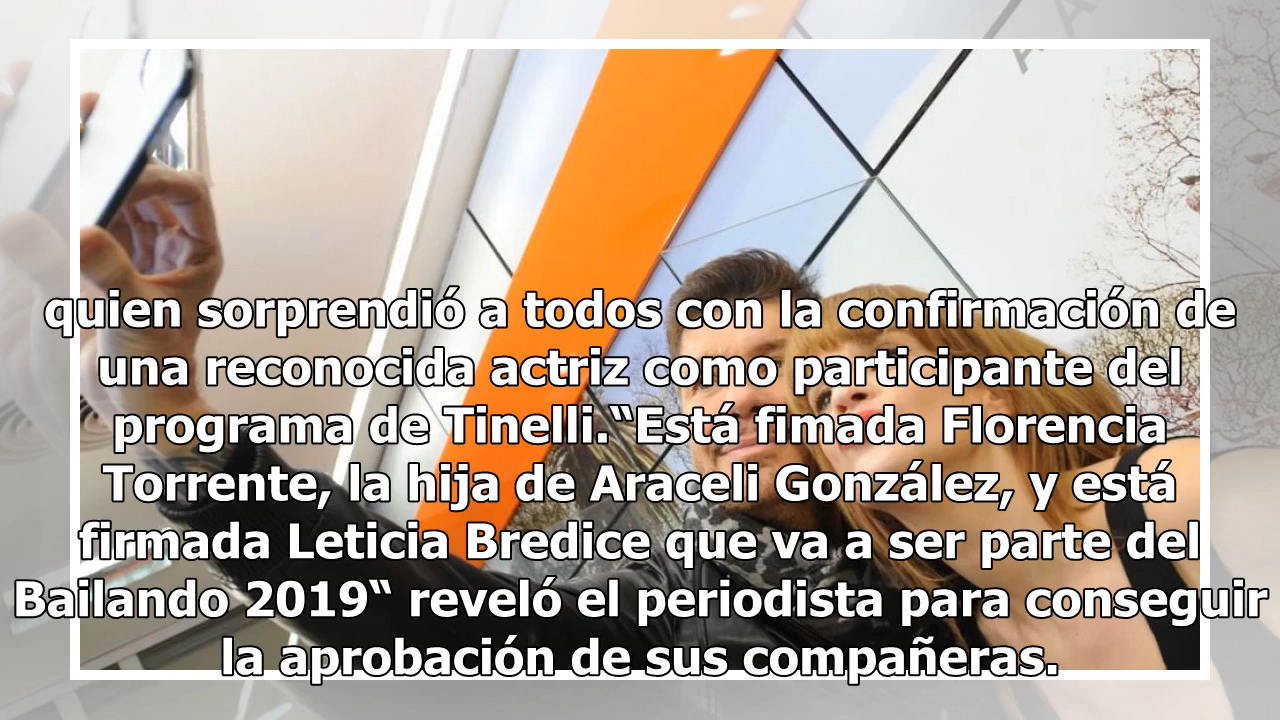 quien sorprendió a todos con la confirmación de
una reconocida actriz como participante del
programa de Tinelli.“Está fimada Florencia
Torrente, la hija de Araceli González, y está
firmada Leticia Bredice que va a ser parte del
Bailando 2019“ reveló el periodista para conseguir
la aprobación de sus compañeras.